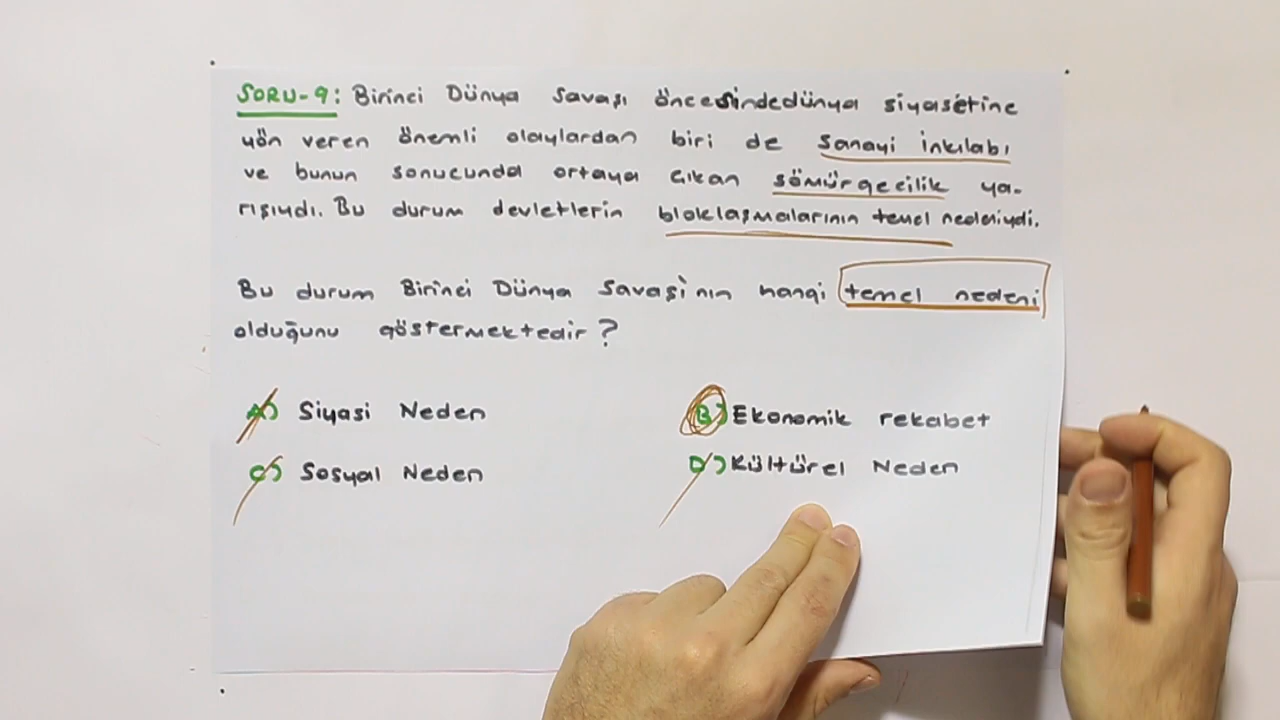 SORU-9: Birinci Dünya Savaşı öncesindedünya siyasetine
yön veren önemli olaylardan biri de sanayi inkılabı
ve bunun sonucunda ortaya çıkan sömürgecilik ya-
rışıydı. Bu durum devletlerin bloklaşmalarının temel nedeniydi.
Bu durum Birinci Dünya Savaşı'nın hangi temel nedeni
olduğunu göstermektedir?
A) Siyasi Neden
B) Ekonomik rekabet
C) Sosyal Neden
D) Kültürel Neden